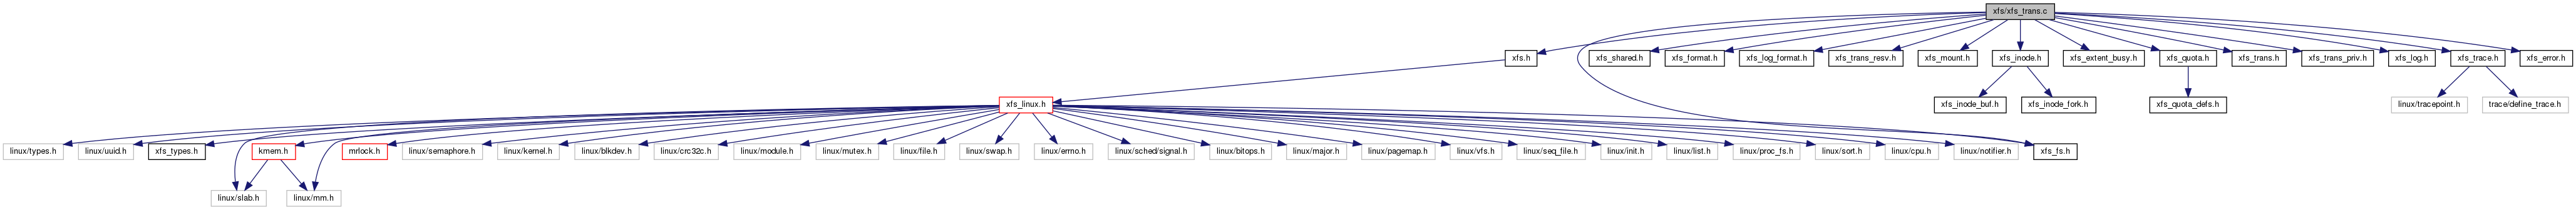 xfs/xfs_trans.c
xfs.h
xfs_shared.h
xfs_format.h
xfs_log_format.h
xfs_trans_resv.h
xfs_mount.h
xfs_inode.h
xfs_extent_busy.h
xfs_quota.h
xfs_trans.h
xfs_trans_priv.h
xfs_log.h
xfs_trace.h
xfs_error.h
xfs_linux.h
xfs_inode_buf.h
xfs_inode_fork.h
xfs_quota_defs.h
linux/tracepoint.h
trace/define_trace.h
linux/types.h
linux/uuid.h
xfs_types.h
kmem.h
mrlock.h
linux/semaphore.h
linux/kernel.h
linux/blkdev.h
linux/crc32c.h
linux/module.h
linux/mutex.h
linux/file.h
linux/swap.h
linux/errno.h
linux/sched/signal.h
linux/bitops.h
linux/major.h
linux/pagemap.h
linux/vfs.h
linux/seq_file.h
linux/init.h
linux/list.h
linux/proc_fs.h
linux/sort.h
linux/cpu.h
linux/notifier.h
xfs_fs.h
linux/slab.h
linux/mm.h